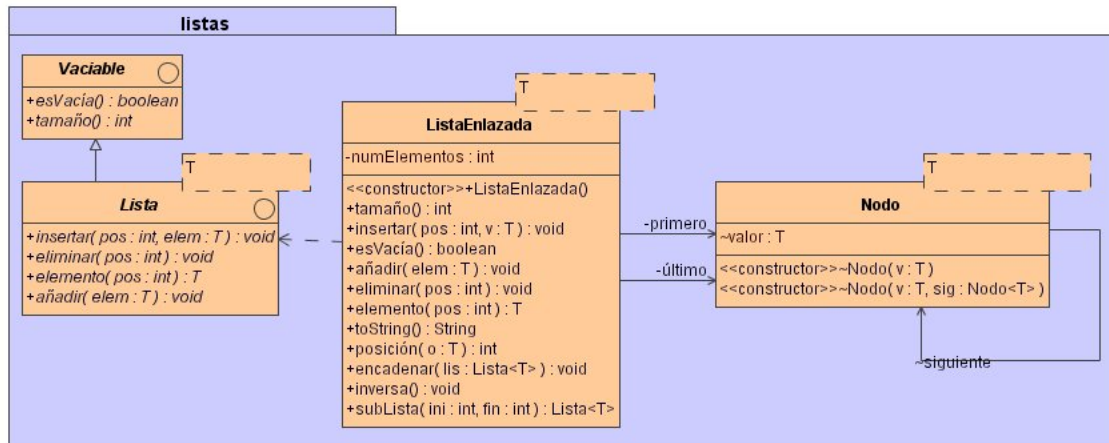 listas
Vaciable
+esVacía() : boolean
+tamaño() : int
T
Lista
+insertar( pos : int, elem : T ) : void
+eliminar( pos : int ) : void
+elemento( pos : int ) : T
+añadir( elem : T ) : void
T
ListaEnlazada
-numElementos : int
<<constructor>>+ListaEnlazada()
+tamaño() : int
+insertar( pos : int, v : T ) : void
+esVacía() : boolean
+añadir( elem : T ) : void
+eliminar( pos : int ) : void
+elemento( pos : int ) : T
+toString() : String
+posición( o : T ) : int
+encadenar( lis : Lista<T> ) : void
+inversa() : void
+subLista( ini : int, fin : int ) : Lista<T>
-primero
-último
T
Nodo
~valor : T
<<constructor>>~Nodo( v : T )
<<constructor>>~Nodo( v : T, sig : Nodo<T> )
~siguiente